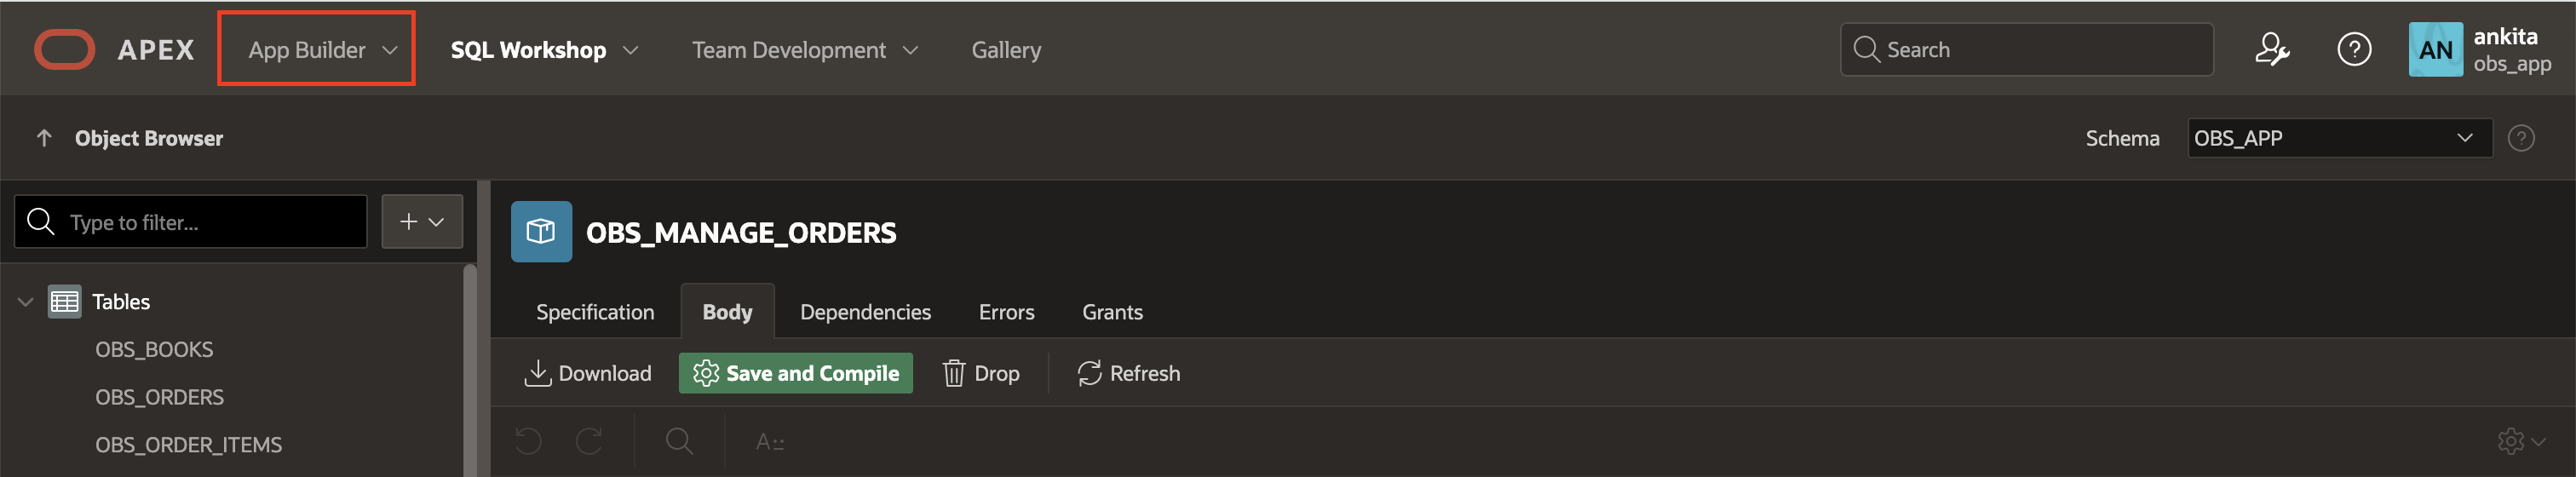 APEX App Builder SQL Workshop Team Development Gallery Search ? AN ankita
obs_app
Object Browser Schema OBS_APP ?
Type to filter... +
OBS_MANAGE_ORDERS
Tables
Specification Body Dependencies Errors Grants
OBS_BOOKS
Download Save and Compile Drop Refresh
OBS_ORDERS
OBS_ORDER_ITEMS
A::